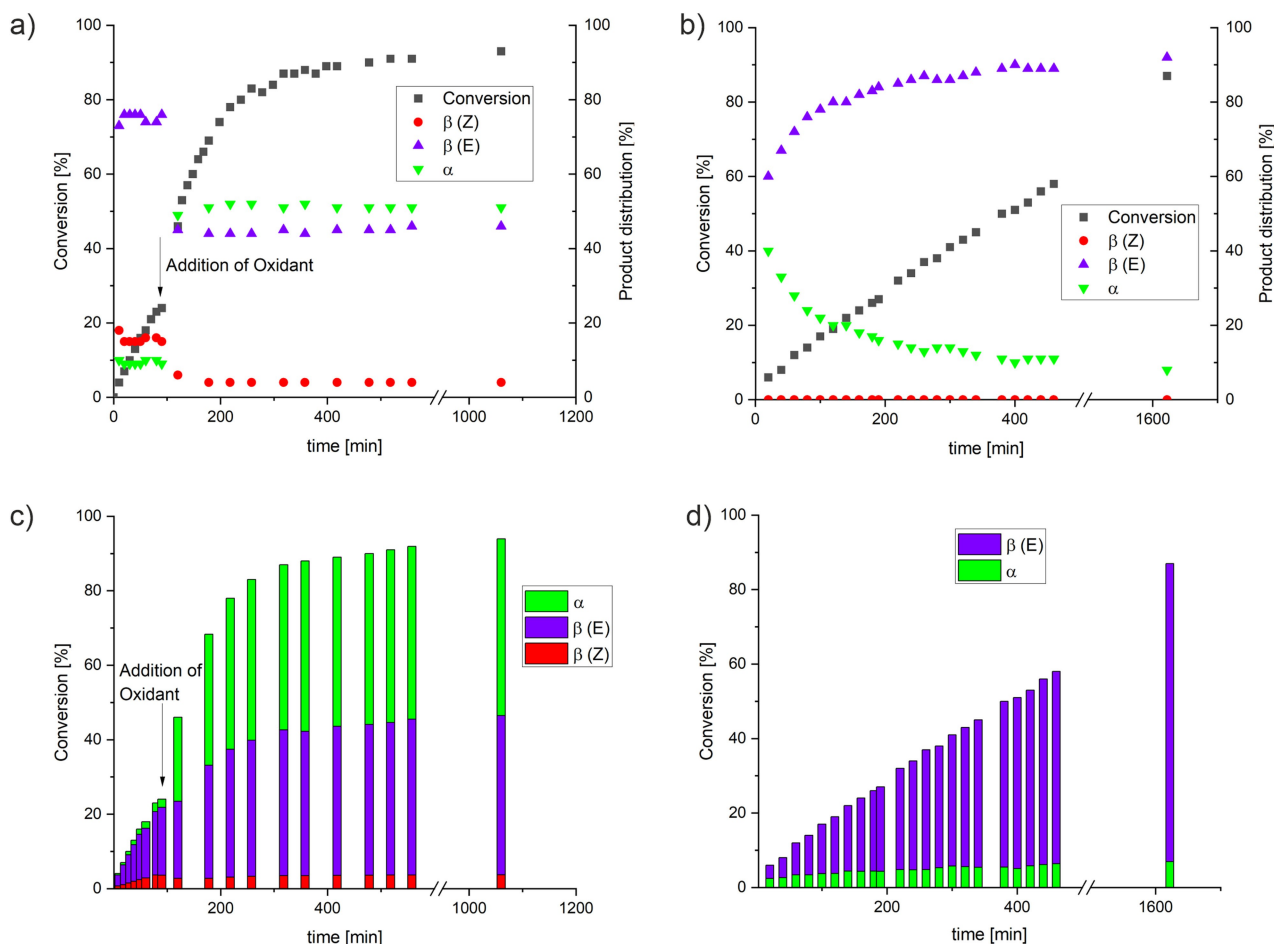 a)
100
80
60
40
20
0
Conversion [%]
100
80
60
40
20
0
Product distribution [%]
Conversion
β (Z)
β (E)
α
Addition of Oxidant
0
200
400
1000
1200
time [min]
b)
100
80
60
40
20
0
Conversion [%]
100
80
60
40
20
0
Product distribution [%]
Conversion
β (Z)
β (E)
α
0
200
400
1600
time [min]
c)
100
80
60
40
20
0
Conversion [%]
Addition of
Oxidant
α
β (E)
β (Z)
200
400
1000
1200
time [min]
d)
100
80
60
40
20
0
Conversion [%]
β (E)
α
200
400
1600
time [min]